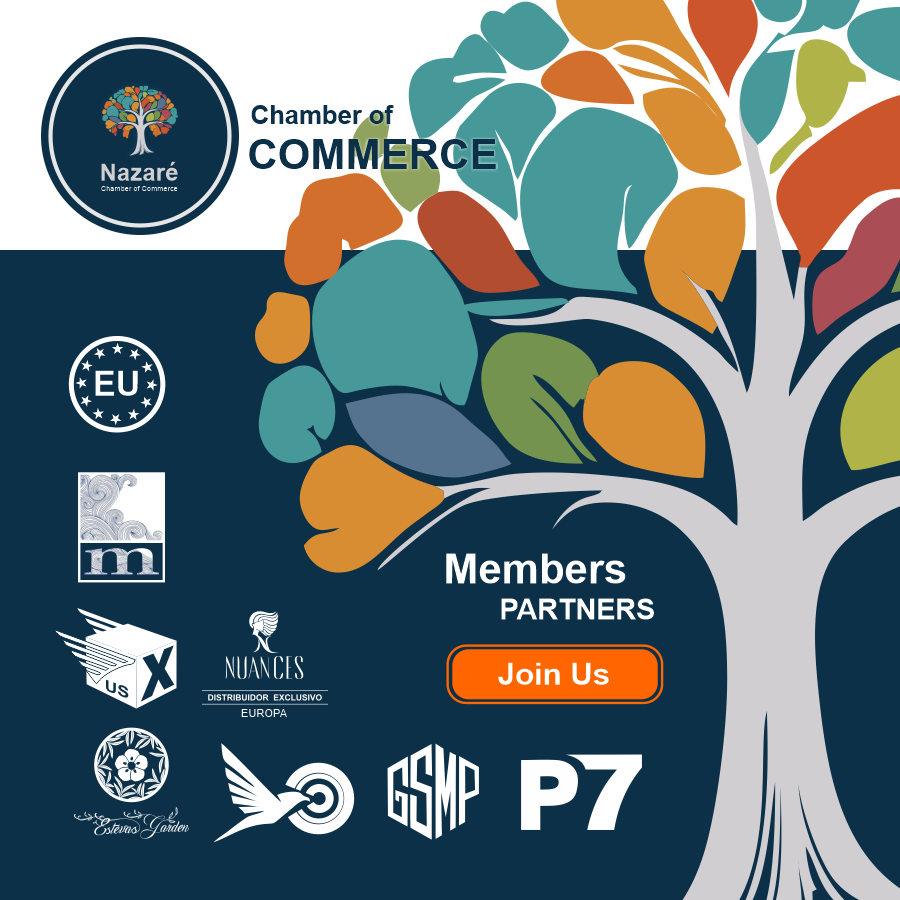 Chamber of
COMMERCE
Nazaré
Chamber of Commerce
EU
m
Members
PARTNERS
Join Us
US X
NUANCES
DISTRIBUIDOR EXCLUSIVO
EUROPA
Estevas Garden
GSMP
P7